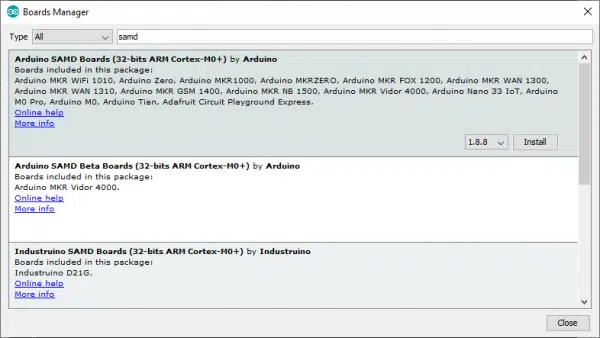 Boards Manager
Type All samd
Arduino SAMD Boards (32-bits ARM Cortex-M0+) by Arduino
Boards included in this package:
Arduino MKR WiFi 1010, Arduino Zero, Arduino MKR1000, Arduino MKRZERO, Arduino MKR FOX 1200, Arduino MKR WAN 1300,
Arduino MKR WAN 1310, Arduino MKR GSM 1400, Arduino MKR NB 1500, Arduino MKR Vidor 4000, Arduino Nano 33 IoT, Arduino
M0 Pro, Arduino M0, Arduino Tian, Adafruit Circuit Playground Express.
Online help
More info
1.8.8 Install
Arduino SAMD Beta Boards (32-bits ARM Cortex-M0+) by Arduino
Boards included in this package:
Arduino MKR Vidor 4000.
Online help
More info
Industruino SAMD Boards (32-bits ARM Cortex-M0+) by Industruino
Boards included in this package:
Industruino D21G.
Online help
More info
Close